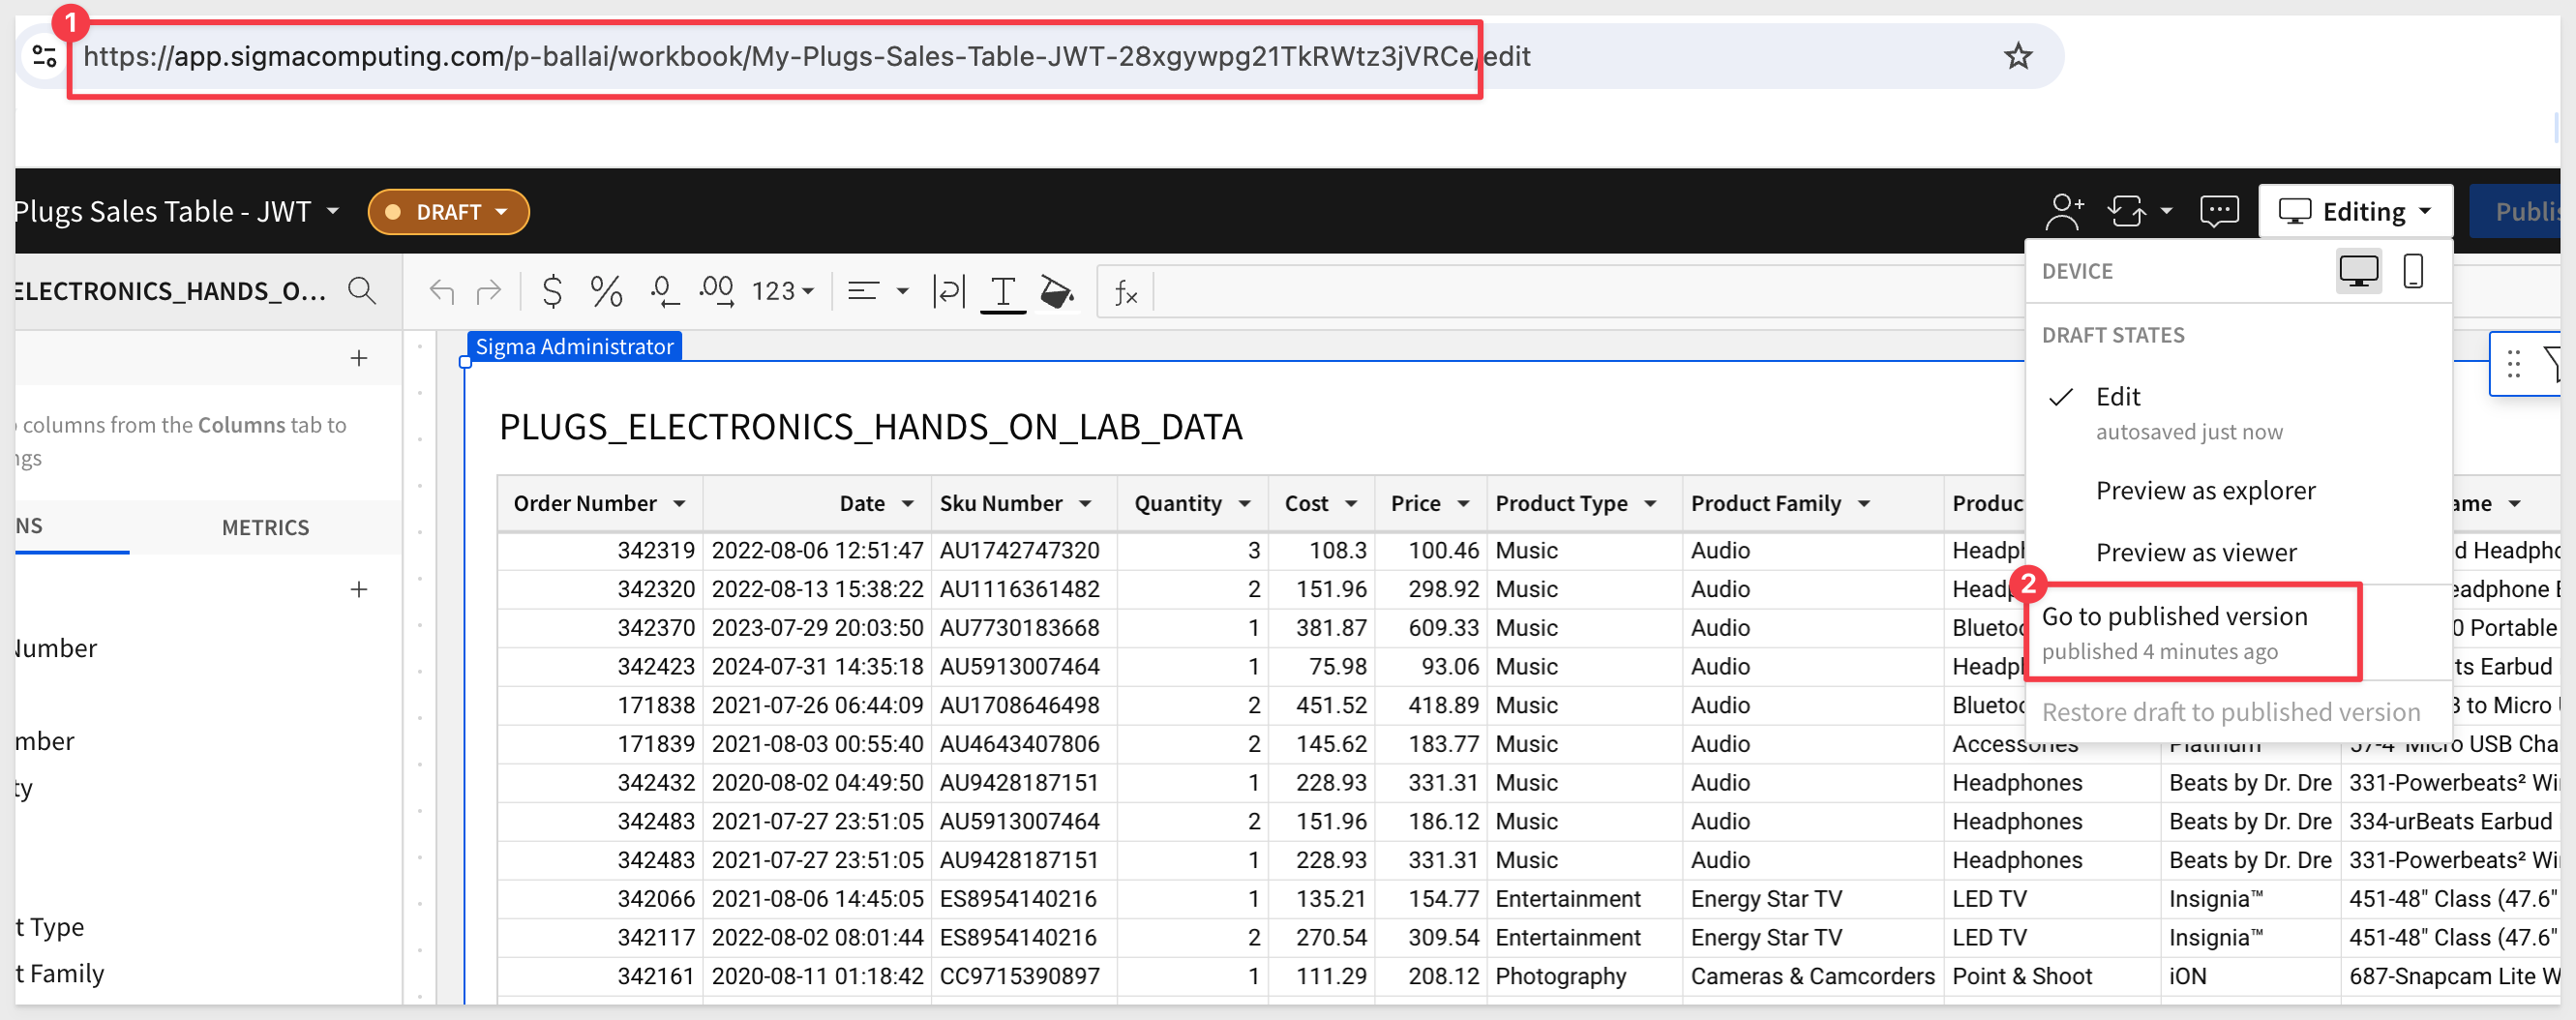 1
https://app.sigmacomputing.com/p-ballai/workbook/My-Plugs-Sales-Table-JWT-28xgywpg21TkRWtz3jVRCe/edit
Plugs Sales Table - JWT
DRAFT
Editing
Publis
ELECTRONICS_HANDS_O...
$ % .0 .00 123
fx
DEVICE
DRAFT STATES
Edit
autosaved just now
Preview as explorer
Preview as viewer
2
Go to published version
published 4 minutes ago
Restore draft to published version
Sigma Administrator
columns from the Columns tab to
ngs
NS METRICS
Number
mber
ty
t Type
t Family
PLUGS_ELECTRONICS_HANDS_ON_LAB_DATA
Order Number Date Sku Number Quantity Cost Price Product Type Product Family Produc ame
342319 2022-08-06 12:51:47 AU1742747320 3 108.3 100.46 Music Audio Headph d Headpho
342320 2022-08-13 15:38:22 AU1116361482 2 151.96 298.92 Music Audio Headp eadphone E
342370 2023-07-29 20:03:50 AU7730183668 1 381.87 609.33 Music Audio Bluetoo 0 Portable
342423 2024-07-31 14:35:18 AU5913007464 1 75.98 93.06 Music Audio Headph ts Earbud
171838 2021-07-26 06:44:09 AU1708646498 2 451.52 418.89 Music Audio Bluetoo 3 to Micro
171839 2021-08-03 00:55:40 AU4643407806 2 145.62 183.77 Music Audio Accessories Platinum 57-4' Micro USB Cha
342432 2020-08-02 04:49:50 AU9428187151 1 228.93 331.31 Music Audio Headphones Beats by Dr. Dre 331-Powerbeats² Wi
342483 2021-07-27 23:51:05 AU5913007464 2 151.96 186.12 Music Audio Headphones Beats by Dr. Dre 334-urBeats Earbud
342483 2021-07-27 23:51:05 AU9428187151 1 228.93 331.31 Music Audio Headphones Beats by Dr. Dre 331-Powerbeats² Wi
342066 2021-08-06 14:45:05 ES8954140216 1 135.21 154.77 Entertainment Energy Star TV LED TV Insignia™ 451-48" Class (47.6"
342117 2022-08-02 08:01:44 ES8954140216 2 270.54 309.54 Entertainment Energy Star TV LED TV Insignia™ 451-48" Class (47.6"
342161 2020-08-11 01:18:42 CC9715390897 1 111.29 208.12 Photography Cameras & Camcorders Point & Shoot iON 687-Snapcam Lite W